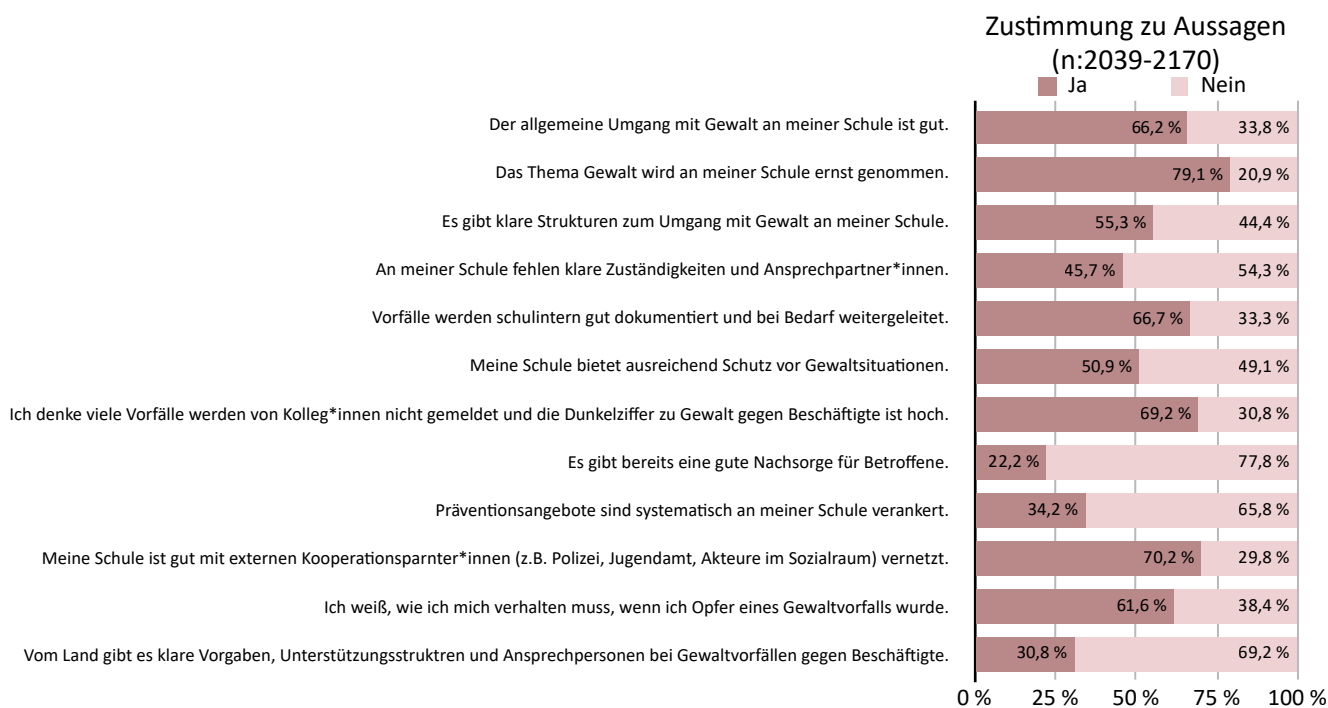 Zustimmung zu Aussagen
(n:2039-2170)
Ja Nein
Der allgemeine Umgang mit Gewalt an meiner Schule ist gut. 66,2 % 33,8 %
Das Thema Gewalt wird an meiner Schule ernst genommen. 79,1 % 20,9 %
Es gibt klare Strukturen zum Umgang mit Gewalt an meiner Schule. 55,3 % 44,4 %
An meiner Schule fehlen klare Zuständigkeiten und Ansprechpartner*innen. 45,7 % 54,3 %
Vorfälle werden schulintern gut dokumentiert und bei Bedarf weitergeleitet. 66,7 % 33,3 %
Meine Schule bietet ausreichend Schutz vor Gewaltsituationen. 50,9 % 49,1 %
Ich denke viele Vorfälle werden von Kolleg*innen nicht gemeldet und die Dunkelziffer zu Gewalt gegen Beschäftigte ist hoch. 69,2 % 30,8 %
Es gibt bereits eine gute Nachsorge für Betroffene. 22,2 % 77,8 %
Präventionsangebote sind systematisch an meiner Schule verankert. 34,2 % 65,8 %
Meine Schule ist gut mit externen Kooperationsparnter*innen (z.B. Polizei, Jugendamt, Akteure im Sozialraum) vernetzt. 70,2 % 29,8 %
Ich weiß, wie ich mich verhalten muss, wenn ich Opfer eines Gewaltvorfalls wurde. 61,6 % 38,4 %
Vom Land gibt es klare Vorgaben, Unterstützungsstruktren und Ansprechpersonen bei Gewaltvorfällen gegen Beschäftigte. 30,8 % 69,2 %
0 % 25 % 50 % 75 % 100 %